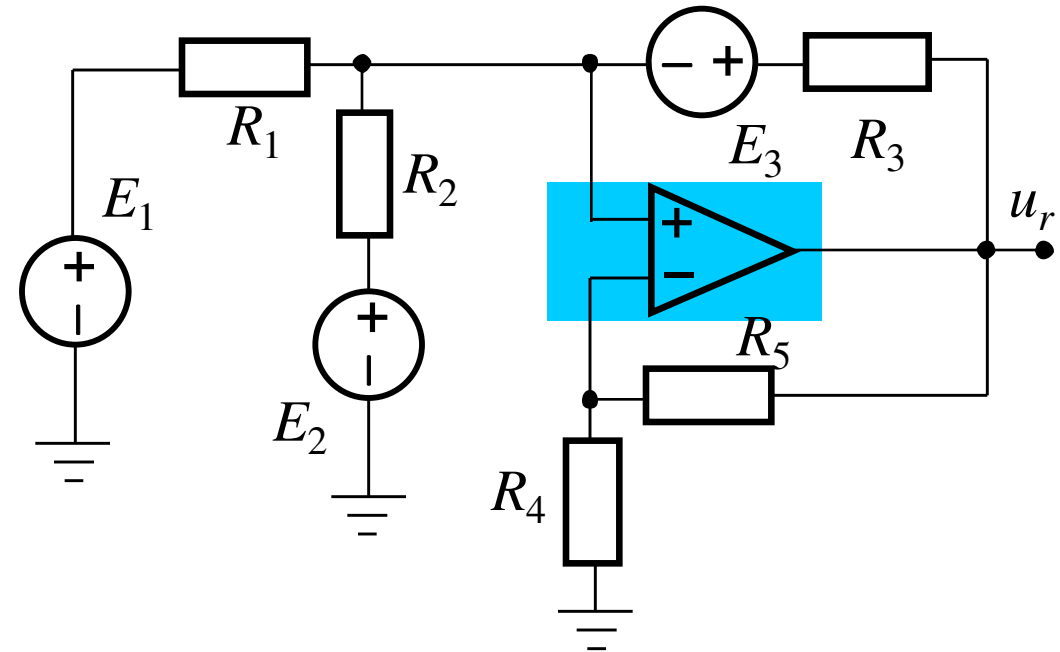 − +
R₁
E₃
R₃
R₂
E₁
uᵣ
+
−
+
−
+
−
R₅
E₂
R₄